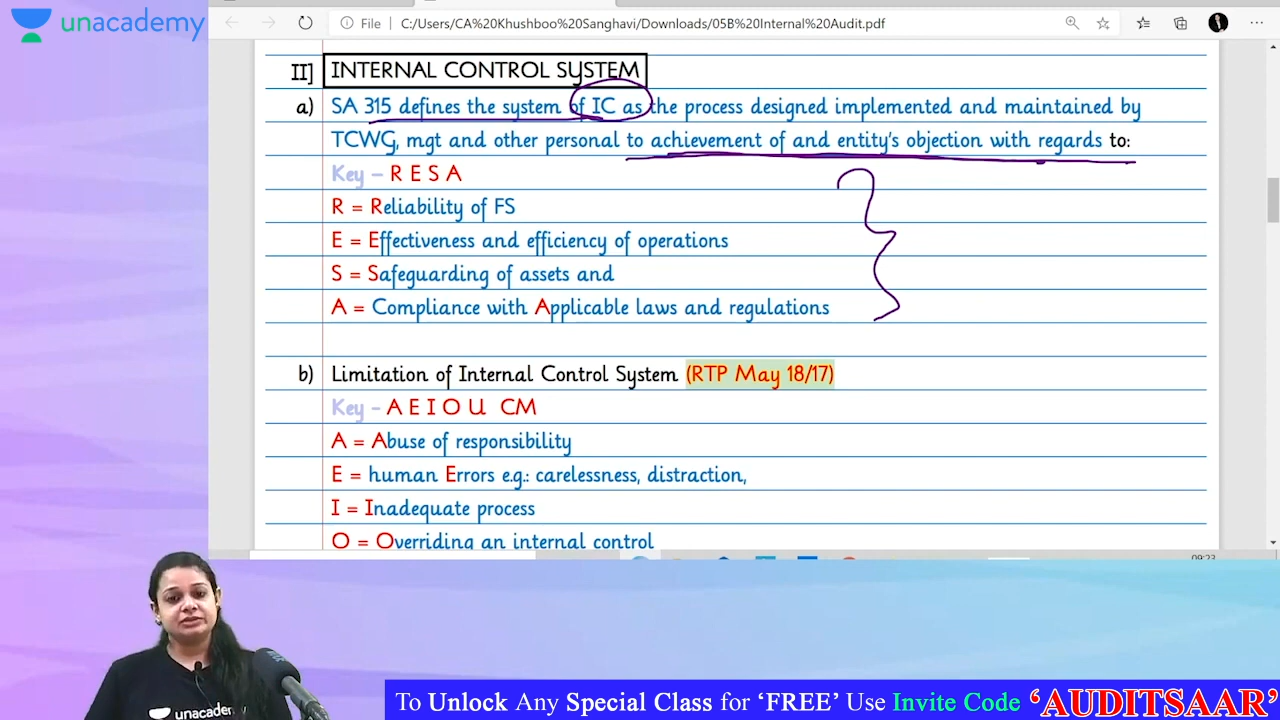 unacademy
File
C:/Users/CA%20Khushboo%20Sanghavi/Downloads/05B%20Internal%20Audit.pdf
II] INTERNAL CONTROL SYSTEM
a) SA 315 defines the system of IC as the process designed implemented and maintained by
TCWG, mgt and other personal to achievement of and entity's objection with regards to:
Key – R E S A
R = Reliability of FS
E = Effectiveness and efficiency of operations
S = Safeguarding of assets and
A = Compliance with Applicable laws and regulations
b) Limitation of Internal Control System (RTP May 18/17)
Key – A E I O U CM
A = Abuse of responsibility
E = human Errors e.g.: carelessness, distraction,
I = Inadequate process
O = Overriding an internal control
unacademy
To Unlock Any Special Class for ‘FREE’ Use Invite Code ‘AUDITSAAR’